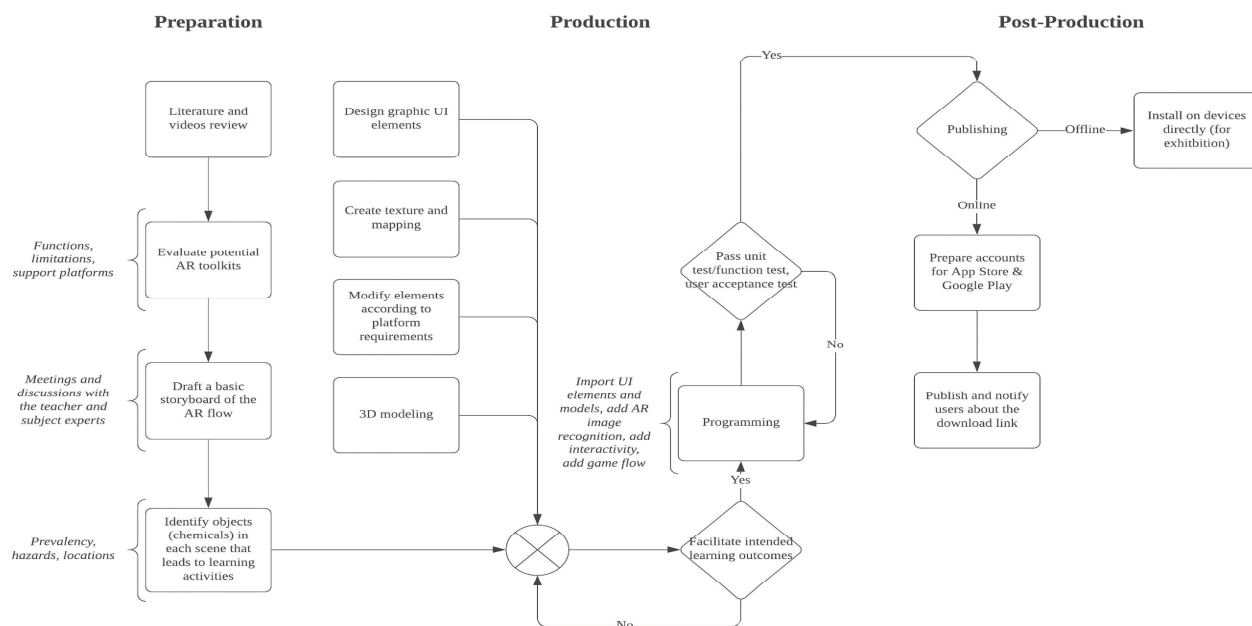 Preparation
Production
Post-Production
Literature and
videos review
Functions,
limitations,
support platforms
Evaluate potential
AR toolkits
Meetings and
discussions with
the teacher and
subject experts
Draft a basic
storyboard of the
AR flow
Prevalency,
hazards, locations
Identify objects
(chemicals) in
each scene that
leads to learning
activities
Design graphic UI
elements
Create texture and
mapping
Modify elements
according to
platform
requirements
3D modeling
Facilitate intended
learning outcomes
No
Yes
Import UI
elements and
models, add AR
image
recognition, add
interactivity,
add game flow
Programming
Pass unit
test/function test,
user acceptance test
No
Yes
Publishing
Offline
Install on devices
directly (for
exhitbition)
Online
Prepare accounts
for App Store &
Google Play
Publish and notify
users about the
download link